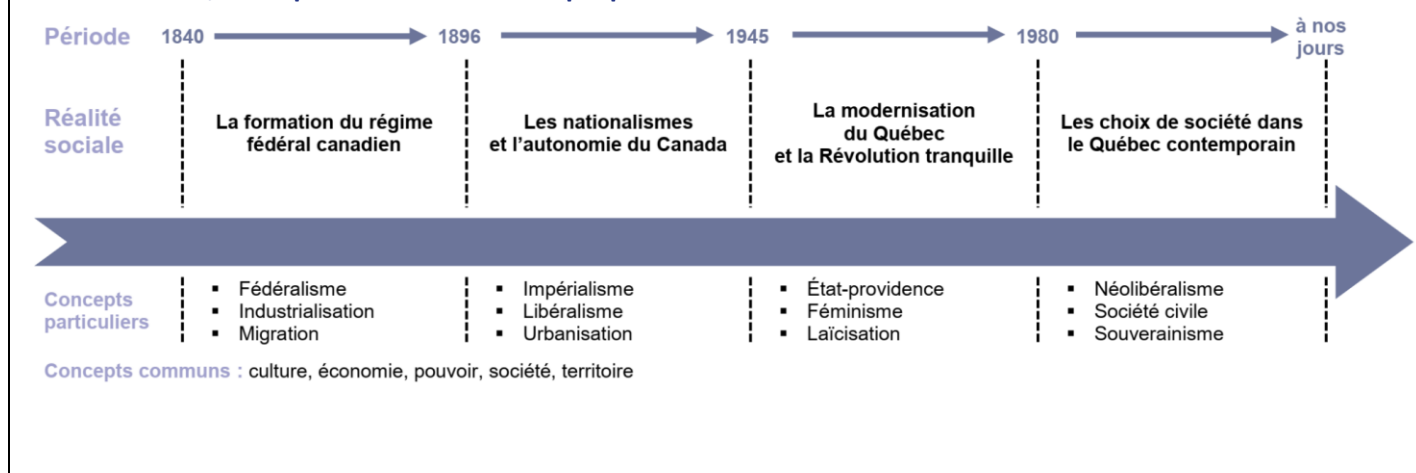 Période 1840 1896 1945 1980 à nos jours
Réalité sociale
La formation du régime
fédéral canadien
Les nationalismes
et l'autonomie du Canada
La modernisation
du Québec
et la Révolution tranquille
Les choix de société dans
le Québec contemporain
Concepts particuliers
▪ Fédéralisme
▪ Industrialisation
▪ Migration
▪ Impérialisme
▪ Libéralisme
▪ Urbanisation
▪ État-providence
▪ Féminisme
▪ Laïcisation
▪ Néolibéralisme
▪ Société civile
▪ Souverainisme
Concepts communs : culture, économie, pouvoir, société, territoire